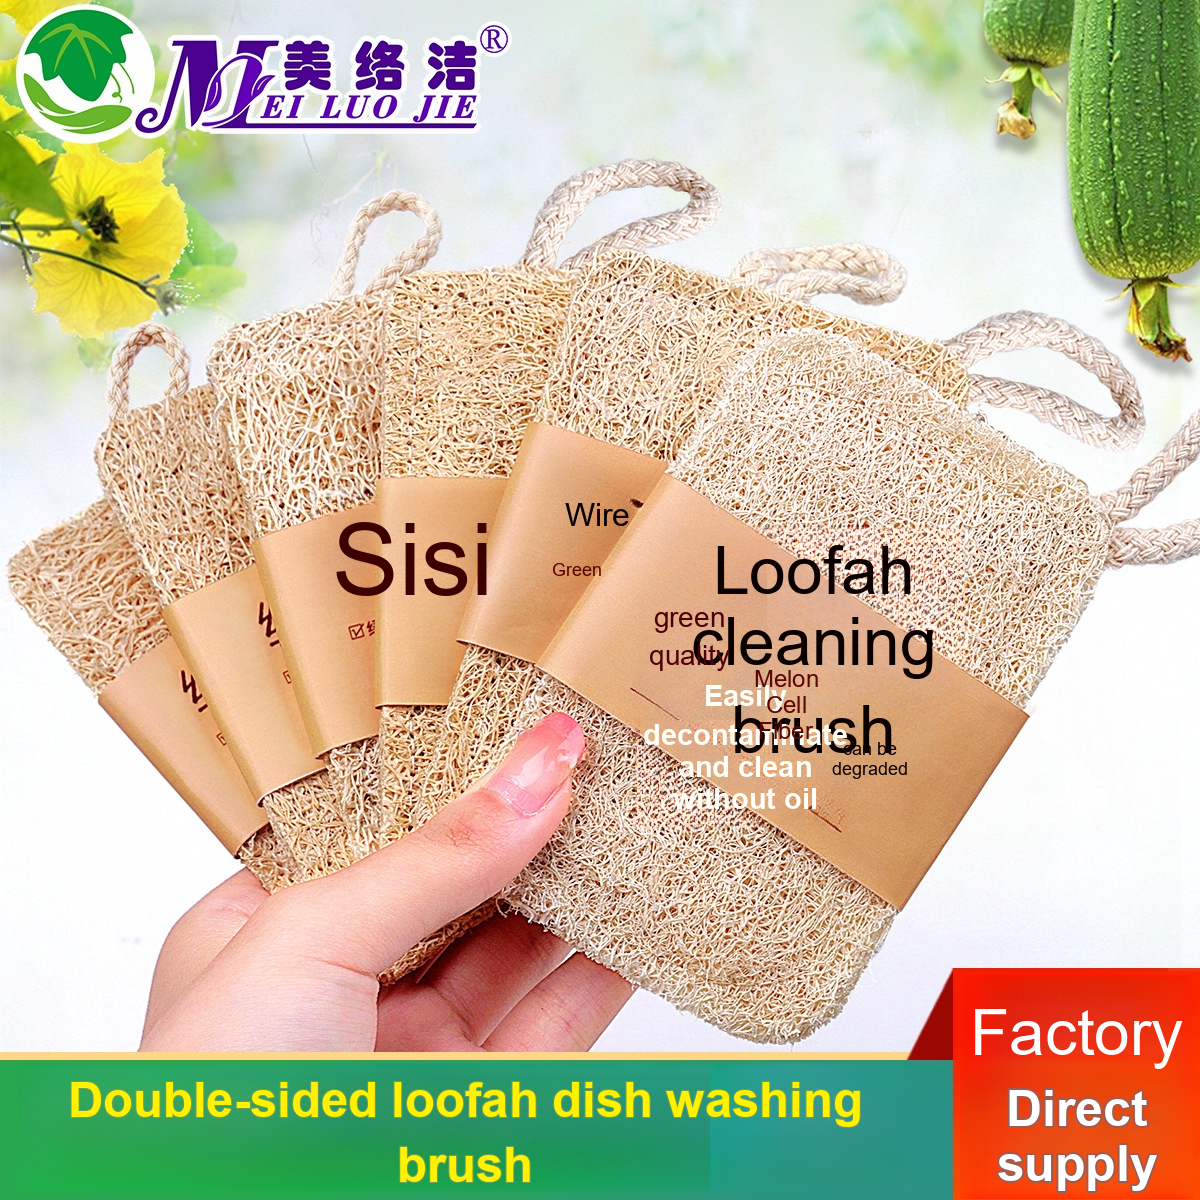 美络洁®
MEI LUO JIE
Sisi
Wire
Green
Loofah
cleaning
brush
green
quality
Melon
Cell
Fiber
Easily
decontaminate
and clean
without oil
can be
degraded
Double-sided loofah dish washing
brush
Factory
Direct
supply